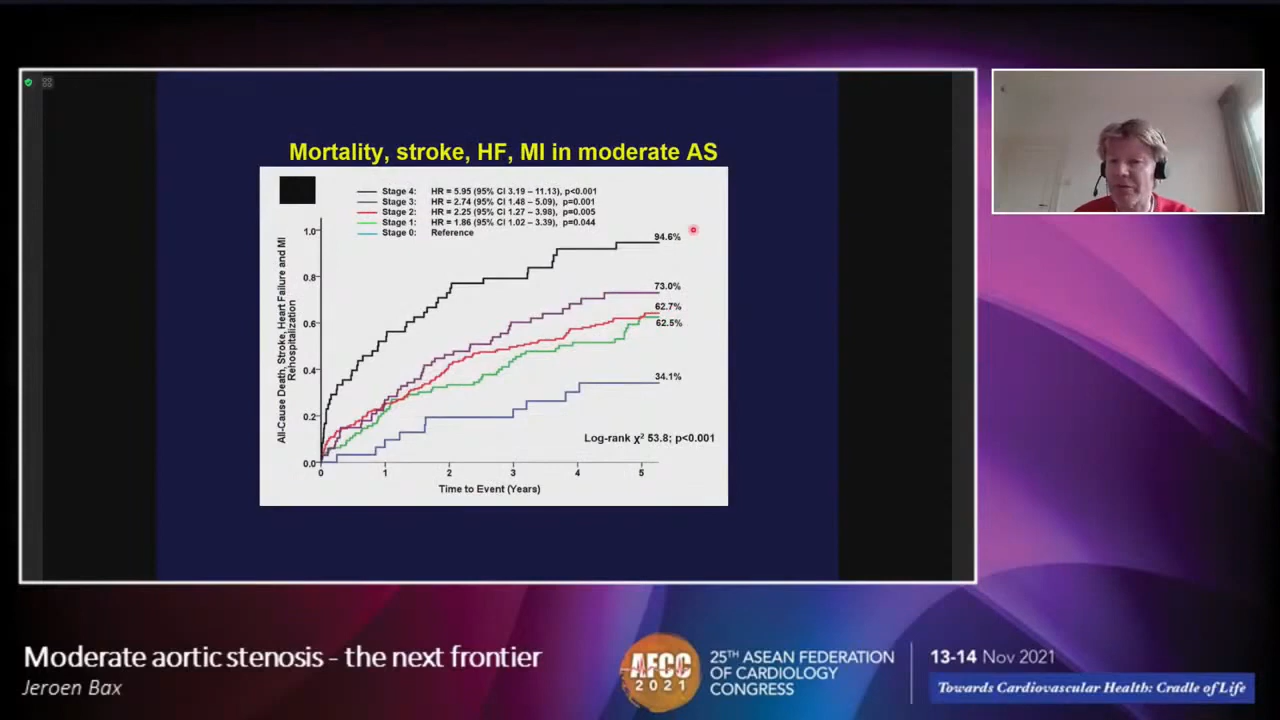 Mortality, stroke, HF, MI in moderate AS
Stage 4: HR = 5.95 (95% CI 3.19 – 11.13), p<0.001
Stage 3: HR = 2.74 (95% CI 1.48 – 5.09), p=0.001
Stage 2: HR = 2.25 (95% CI 1.27 – 3.98), p=0.005
Stage 1: HR = 1.86 (95% CI 1.02 – 3.39), p=0.044
Stage 0: Reference
All-Cause Death, Stroke, Heart Failure and MI
Rehospitalization
1.0
0.8
0.6
0.4
0.2
0.0
94.6%
73.0%
62.7%
62.5%
34.1%
Log-rank χ² 53.8; p<0.001
0 1 2 3 4 5
Time to Event (Years)
Moderate aortic stenosis - the next frontier
Jeroen Bax
AFCC
2021
25TH ASEAN FEDERATION
OF CARDIOLOGY
CONGRESS
13-14 Nov 2021
Towards Cardiovascular Health: Cradle of Life